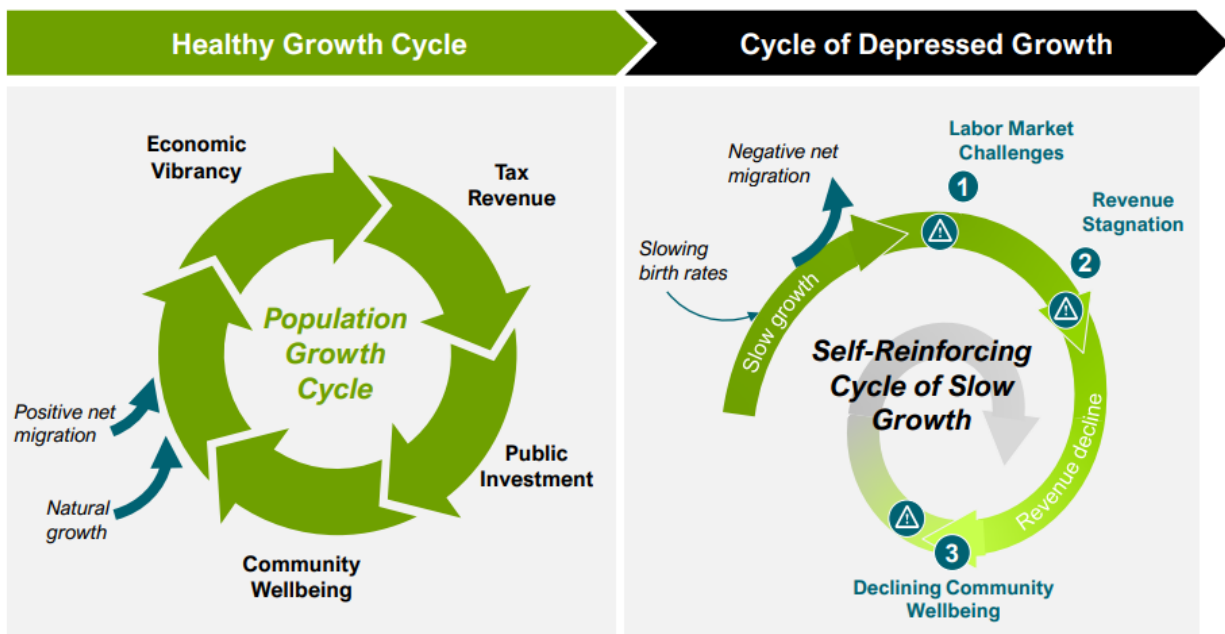 Healthy Growth Cycle
Cycle of Depressed Growth
Economic
Vibrancy
Tax
Revenue
Population
Growth
Cycle
Positive net
migration
Natural
growth
Public
Investment
Community
Wellbeing
Labor Market
Challenges
Negative net
migration
1
Revenue
Stagnation
Slowing
birth rates
2
Slow growth
Self-Reinforcing
Cycle of Slow
Growth
Revenue decline
3
Declining Community
Wellbeing